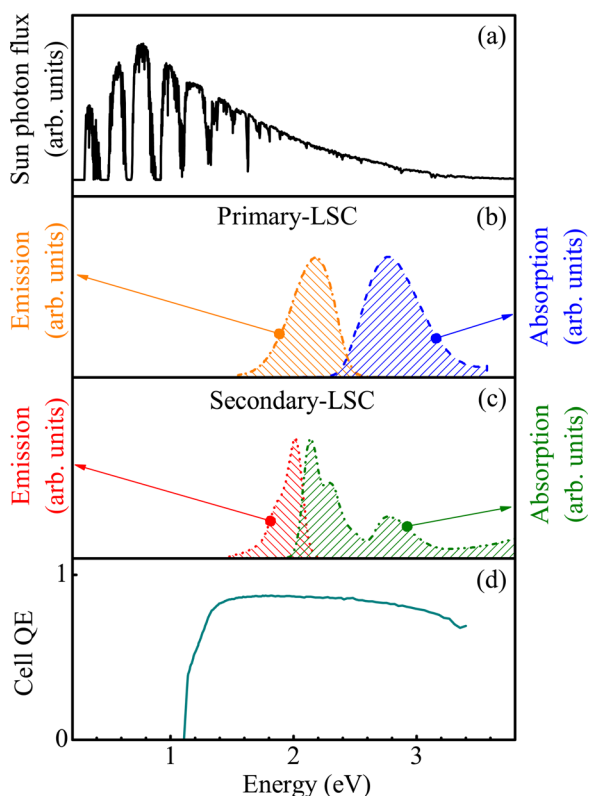 Sun photon flux
(arb. units)
(a)
Primary-LSC
(b)
Emission
(arb. units)
Absorption
(arb. units)
Secondary-LSC
(c)
Emission
(arb. units)
Absorption
(arb. units)
1
(d)
Cell QE
0
1 2 3
Energy (eV)